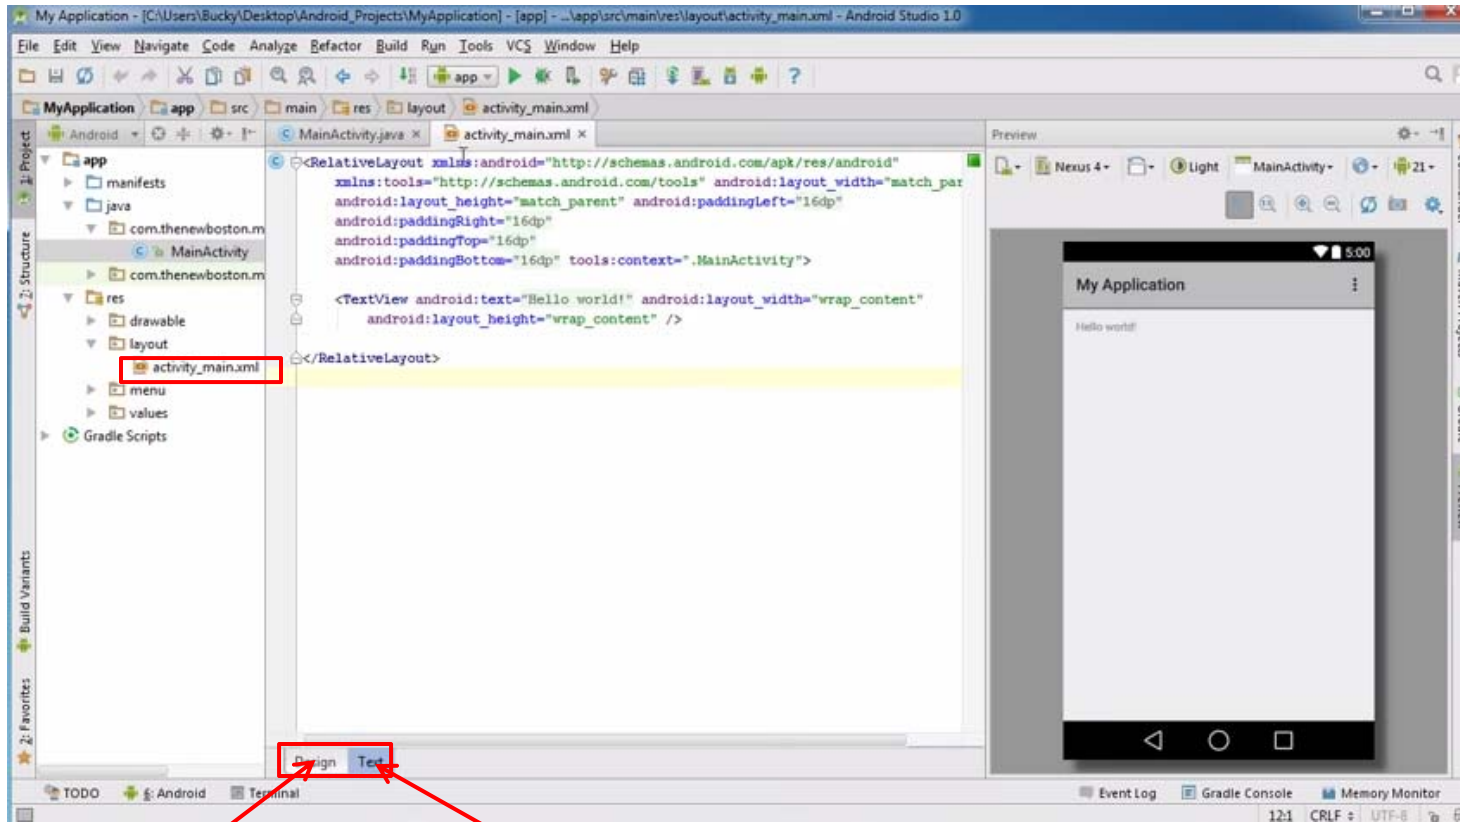 My Application - [C:\Users\Bucky\Desktop\Android_Projects\MyApplication] - [app] - ...\app\src\main\res\layout\activity_main.xml - Android Studio 1.0
File Edit View Navigate Code Analyze Refactor Build Run Tools VCS Window Help
app
MyApplication app src main res layout activity_main.xml
1: Project
2: Structure
Build Variants
2: Favorites
Android
app
manifests
java
com.thenewboston.m
MainActivity
com.thenewboston.m
res
drawable
layout
activity_main.xml
menu
values
Gradle Scripts
MainActivity.java activity_main.xml
<RelativeLayout xmlns:android="http://schemas.android.com/apk/res/android"
xmlns:tools="http://schemas.android.com/tools" android:layout_width="match_par
android:layout_height="match_parent" android:paddingLeft="16dp"
android:paddingRight="16dp"
android:paddingTop="16dp"
android:paddingBottom="16dp" tools:context=".MainActivity">
<TextView android:text="Hello world!" android:layout_width="wrap_content"
android:layout_height="wrap_content" />
</RelativeLayout>
Design Text
Preview
Nexus 4 Light MainActivity 21
5:00
My Application
Hello world!
TODO 6: Android Terminal Event Log Gradle Console Memory Monitor
12:1 CRLF UTF-8